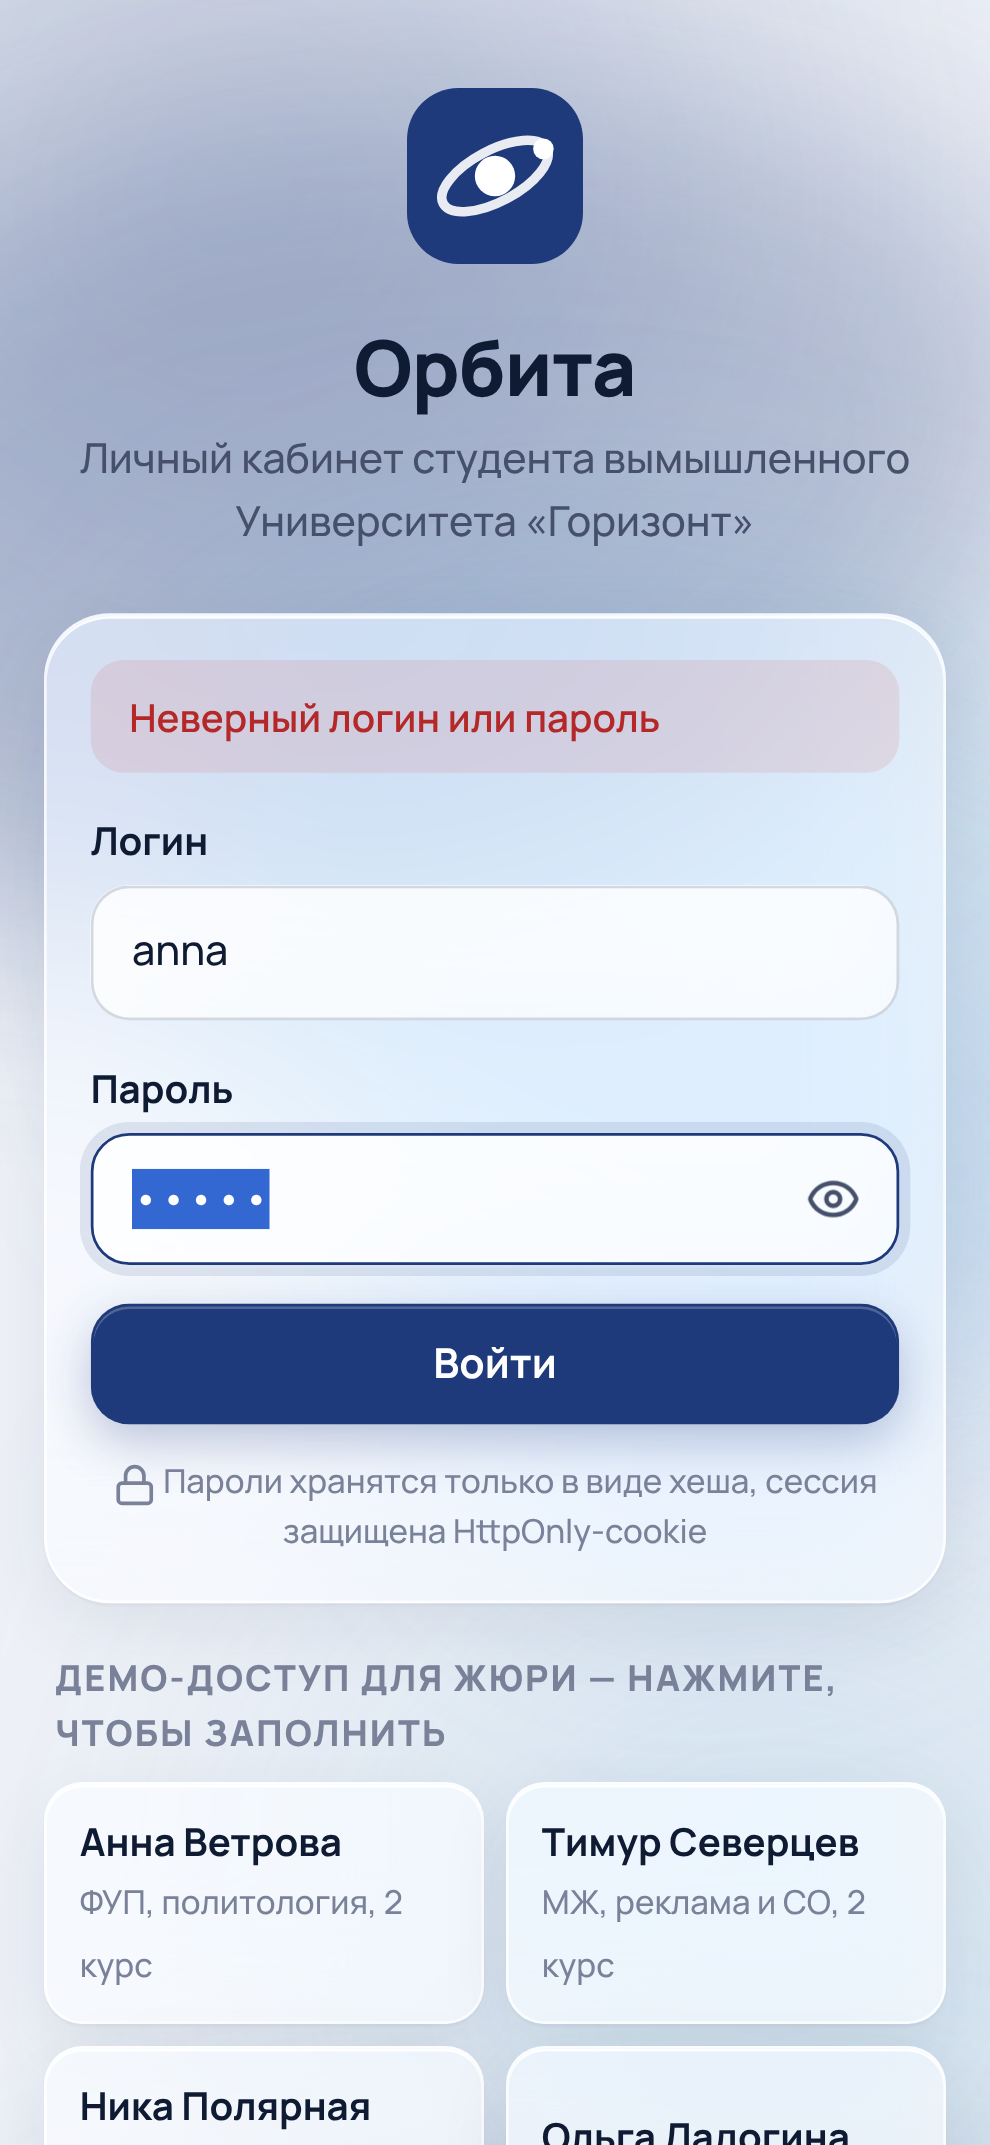 Орбита
Личный кабинет студента вымышленного
Университета «Горизонт»
Неверный логин или пароль
Логин
anna
Пароль
•••••
Войти
Пароли хранятся только в виде хеша, сессия
защищена HttpOnly-cookie
ДЕМО-ДОСТУП ДЛЯ ЖЮРИ — НАЖМИТЕ,
ЧТОБЫ ЗАПОЛНИТЬ
Анна Ветрова
ФУП, политология, 2
курс
Тимур Северцев
МЖ, реклама и СО, 2
курс
Ника Полярная
Ольга Ладогина